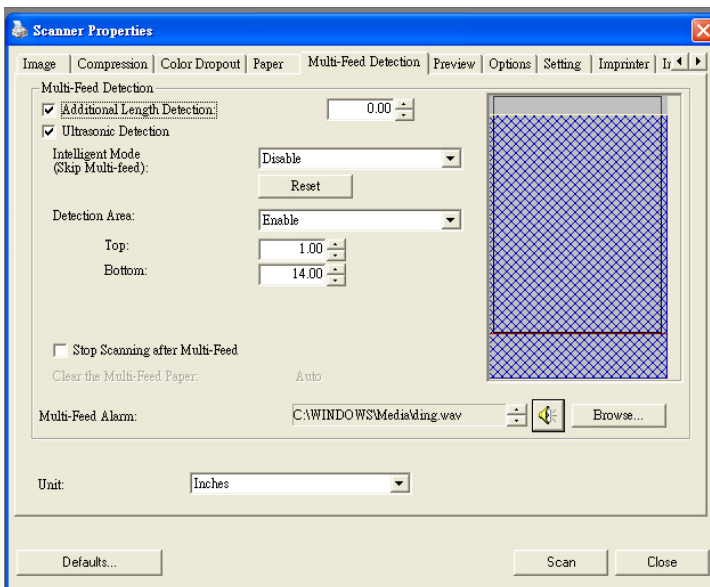 Scanner Properties
Image Compression Color Dropout Paper Multi-Feed Detection Preview Options Setting Imprinter
Multi-Feed Detection
Additional Length Detection: 0.00
Ultrasonic Detection
Intelligent Mode
(Skip Multi-feed): Disable
Reset
Detection Area: Enable
Top: 1.00
Bottom: 14.00
Stop Scanning after Multi-Feed
Clear the Multi-Feed Paper: Auto
Multi-Feed Alarm: C:\WINDOWS\Media\ding.wav Browse...
Unit: Inches
Defaults... Scan Close